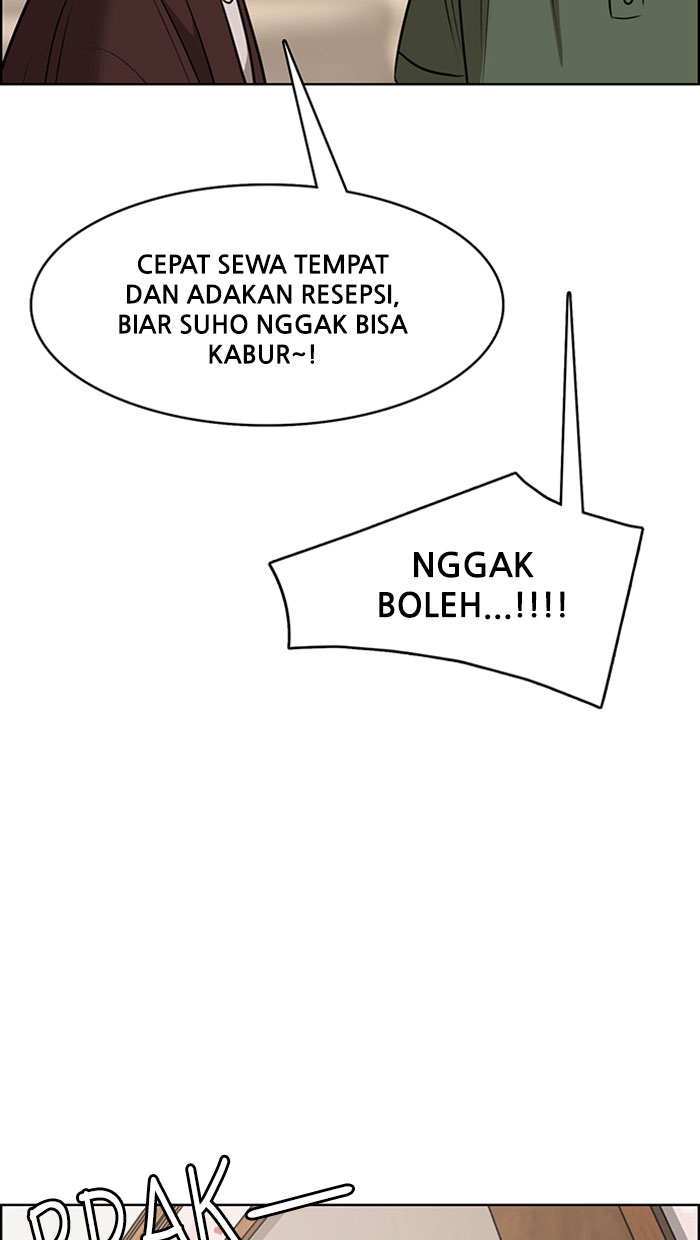 CEPAT SEWA TEMPAT
DAN ADAKAN RESEPSI,
BIAR SUHO NGGAK BISA
KABUR~!
NGGAK
BOLEH...!!!!